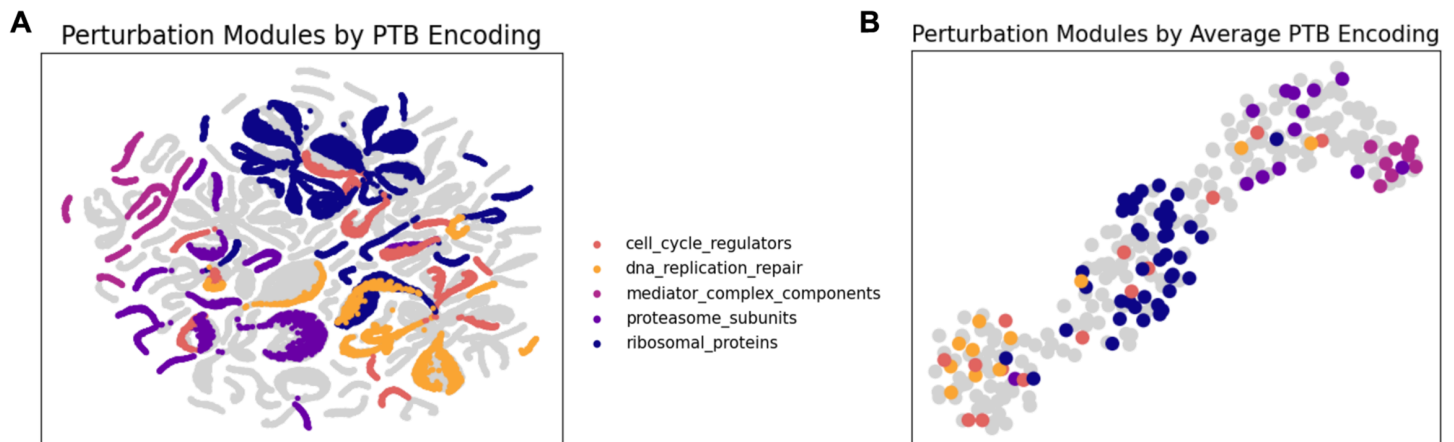 A
Perturbation Modules by PTB Encoding
cell_cycle_regulators
dna_replication_repair
mediator_complex_components
proteasome_subunits
ribosomal_proteins
B
Perturbation Modules by Average PTB Encoding